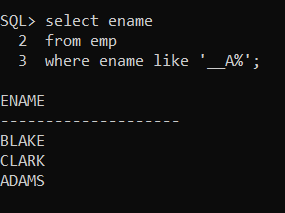 SQL> select ename
  2  from emp
  3  where ename like '__A%';
ENAME
--------------------
BLAKE
CLARK
ADAMS